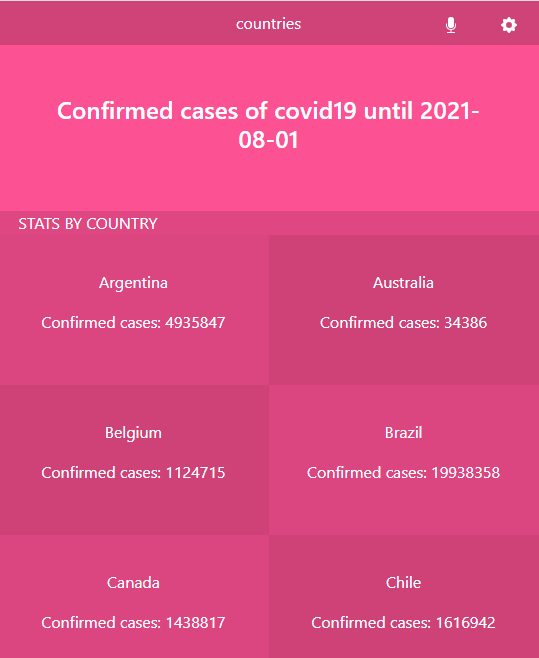 countries
Confirmed cases of covid19 until 2021-
08-01
STATS BY COUNTRY
Argentina
Confirmed cases: 4935847
Australia
Confirmed cases: 34386
Belgium
Confirmed cases: 1124715
Brazil
Confirmed cases: 19938358
Canada
Confirmed cases: 1438817
Chile
Confirmed cases: 1616942